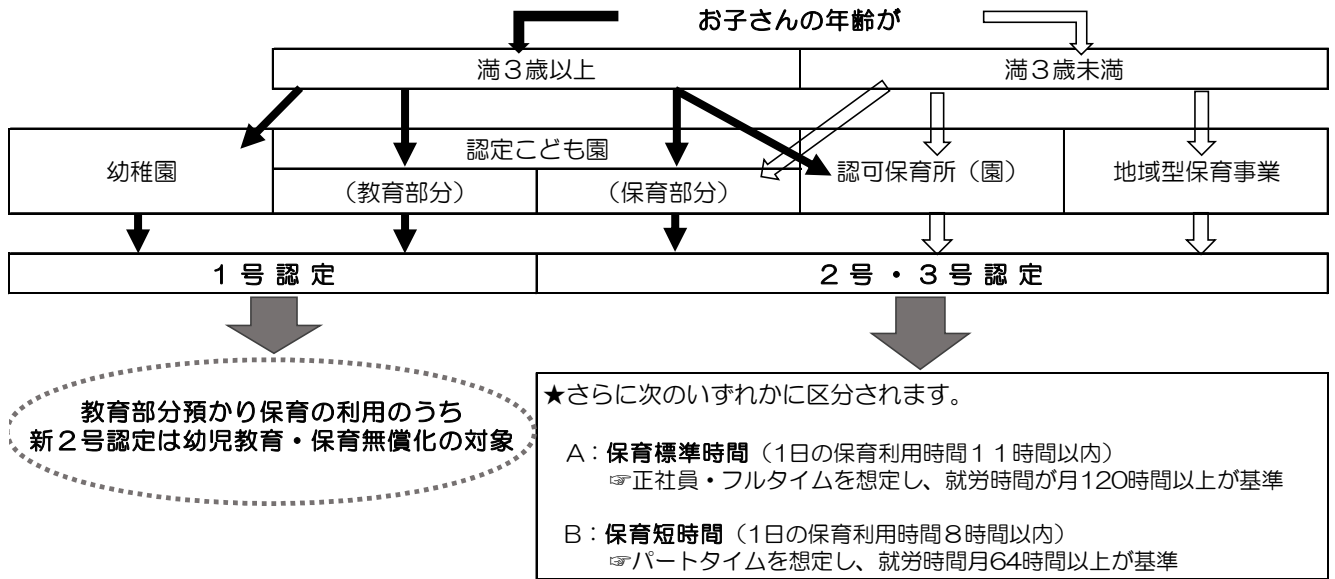 お子さんの年齢が
満３歳以上
満３歳未満
幼稚園
認定こども園
（教育部分）
（保育部分）
認可保育所（園）
地域型保育事業
１号認定
２号・３号認定
教育部分預かり保育の利用のうち
新２号認定は幼児教育・保育無償化の対象
★さらに次のいずれかに区分されます。
Ａ：保育標準時間（1日の保育利用時間１１時間以内）
☞正社員・フルタイムを想定し、就労時間が月120時間以上が基準
Ｂ：保育短時間（1日の保育利用時間８時間以内）
☞パートタイムを想定し、就労時間月64時間以上が基準